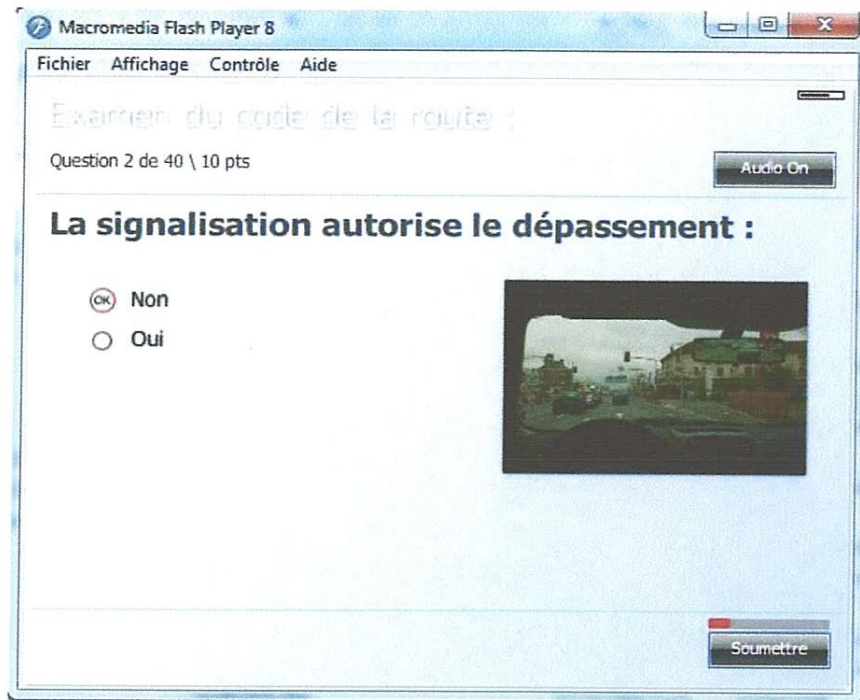 Macromedia Flash Player 8
Fichier Affichage Contrôle Aide
Examen du code de la route :
Question 2 de 40 \ 10 pts
Audio On
La signalisation autorise le dépassement :
OK Non
Oui
Soumettre